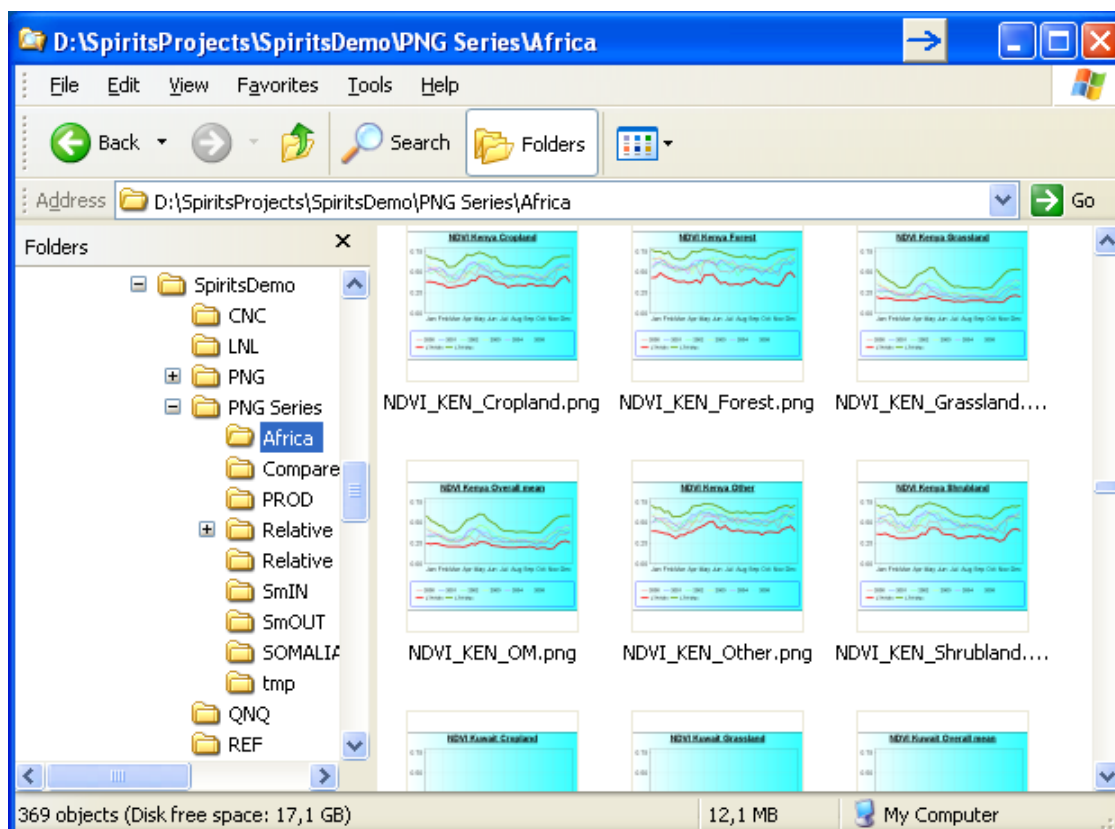 D:\SpiritsProjects\SpiritsDemo\PNG Series\Africa
File Edit View Favorites Tools Help
Back Search Folders
Address D:\SpiritsProjects\SpiritsDemo\PNG Series\Africa Go
Folders
SpiritsDemo
CNC
LNL
PNG
PNG Series
Africa
Compare
PROD
Relative
Relative
SmIN
SmOUT
SOMALIA
tmp
QNQ
REF
NDVI Kenya Cropland
NDVI Kenya Forest
NDVI Kenya Grassland
NDVI_KEN_Cropland.png
NDVI_KEN_Forest.png
NDVI_KEN_Grassland....
NDVI Kenya Overall mean
NDVI Kenya Other
NDVI Kenya Shrubland
NDVI_KEN_OM.png
NDVI_KEN_Other.png
NDVI_KEN_Shrubland....
NDVI Kuwait Cropland
NDVI Kuwait Grassland
NDVI Kuwait Overall mean
369 objects (Disk free space: 17,1 GB)
12,1 MB
My Computer